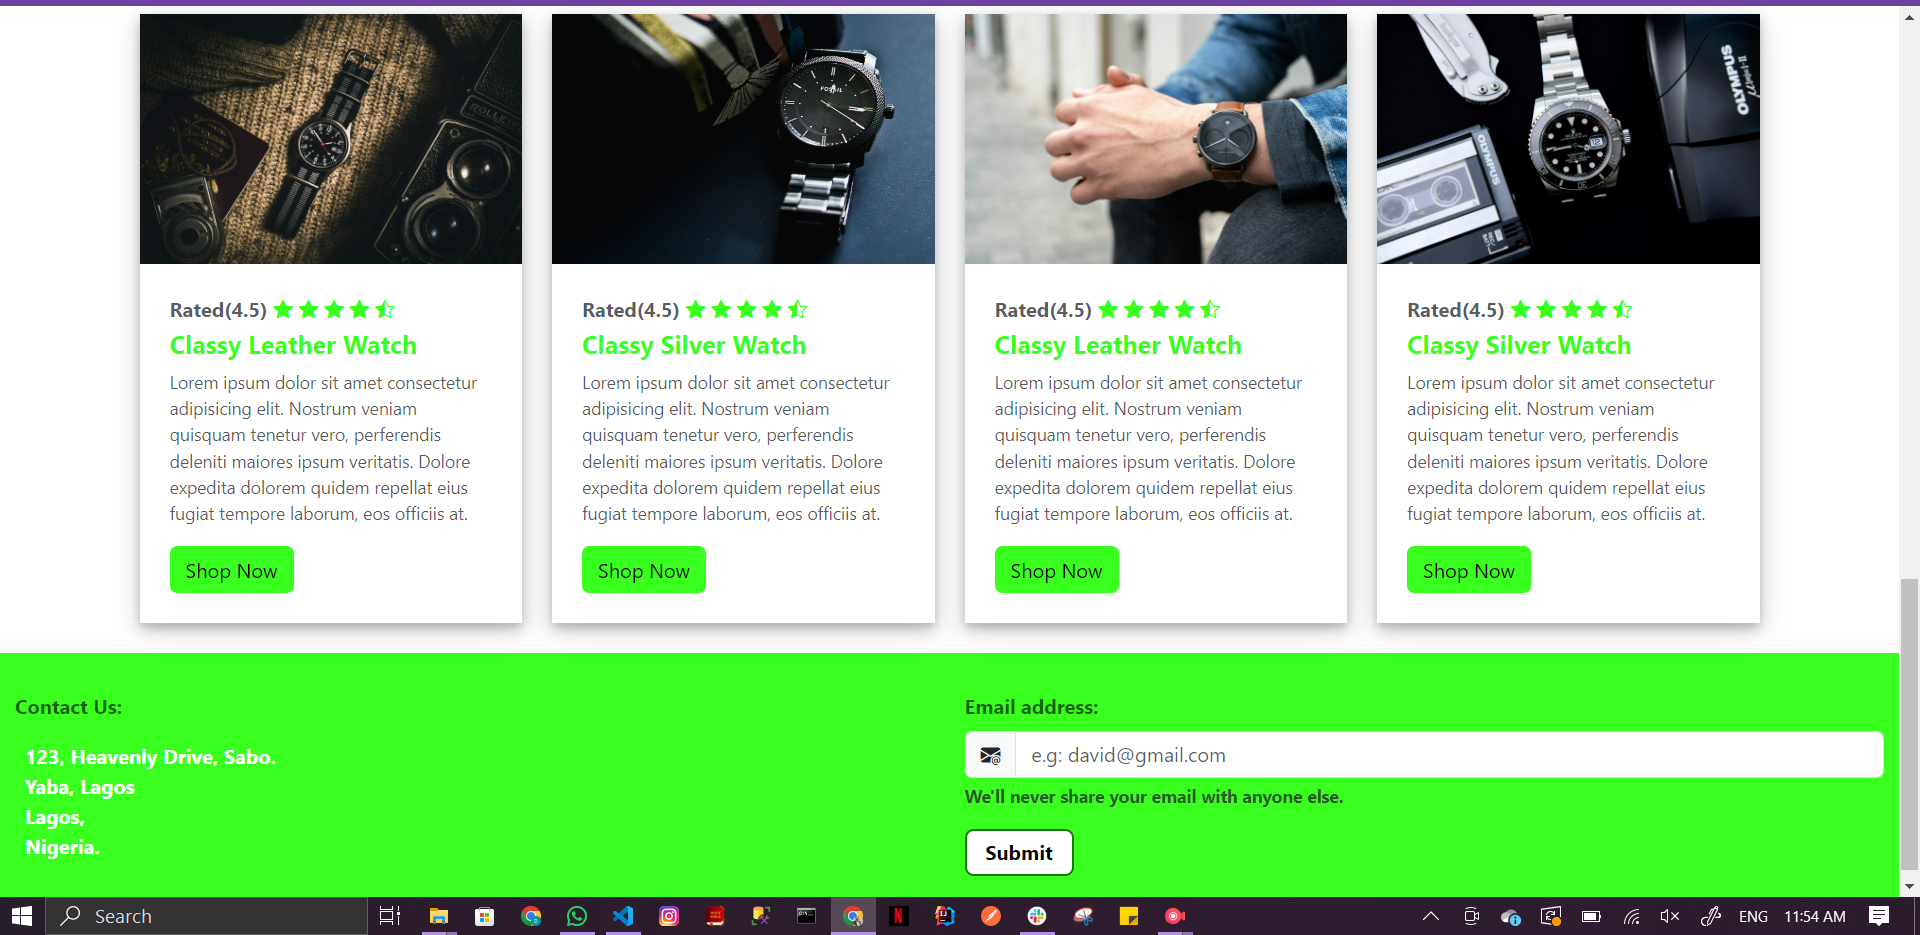 ROLLEI
FOSSIL
OLYMPUS
OLYMPUS
Rated(4.5)
Classy Leather Watch
Lorem ipsum dolor sit amet consectetur
adipisicing elit. Nostrum veniam
quisquam tenetur vero, perferendis
deleniti maiores ipsum veritatis. Dolore
expedita dolorem quidem repellat eius
fugiat tempore laborum, eos officiis at.
Shop Now
Rated(4.5)
Classy Silver Watch
Lorem ipsum dolor sit amet consectetur
adipisicing elit. Nostrum veniam
quisquam tenetur vero, perferendis
deleniti maiores ipsum veritatis. Dolore
expedita dolorem quidem repellat eius
fugiat tempore laborum, eos officiis at.
Shop Now
Rated(4.5)
Classy Leather Watch
Lorem ipsum dolor sit amet consectetur
adipisicing elit. Nostrum veniam
quisquam tenetur vero, perferendis
deleniti maiores ipsum veritatis. Dolore
expedita dolorem quidem repellat eius
fugiat tempore laborum, eos officiis at.
Shop Now
Rated(4.5)
Classy Silver Watch
Lorem ipsum dolor sit amet consectetur
adipisicing elit. Nostrum veniam
quisquam tenetur vero, perferendis
deleniti maiores ipsum veritatis. Dolore
expedita dolorem quidem repellat eius
fugiat tempore laborum, eos officiis at.
Shop Now
Contact Us:
123, Heavenly Drive, Sabo.
Yaba, Lagos
Lagos,
Nigeria.
Email address:
e.g: david@gmail.com
We'll never share your email with anyone else.
Submit
Search
ENG
11:54 AM